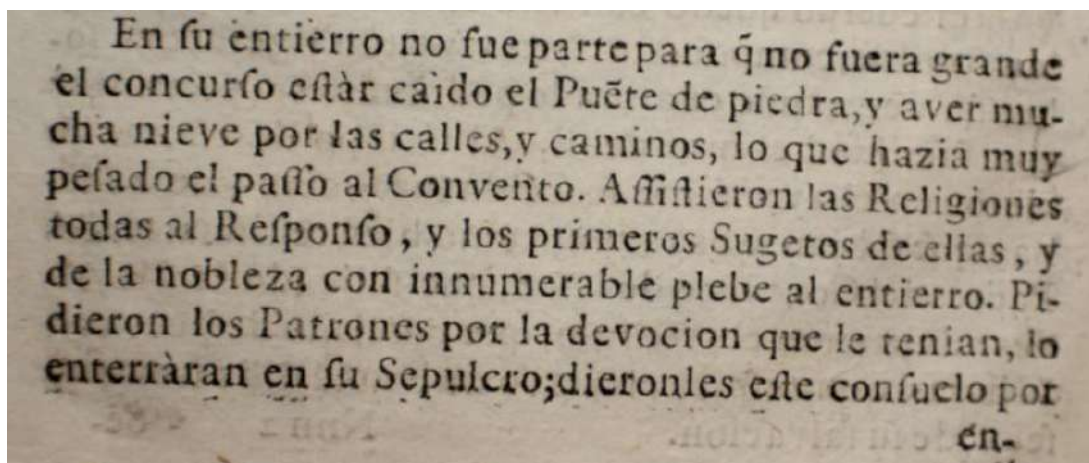 En ſu entierro no fue parte para q̃ no fuera grande
el concurſo eſtàr caido el Puẽte de piedra, y aver mu-
cha nieve por las calles, y caminos, lo que hazia muy
peſado el paſſo al Convento. Aſſiſtieron las Religiones
todas al Reſponſo, y los primeros Sugetos de ellas, y
de la nobleza con innumerable plebe al entierro. Pi-
dieron los Patrones por la devocion que le tenian, lo
enterràran en ſu Sepulcro; dieronles eſte conſuelo por
en-